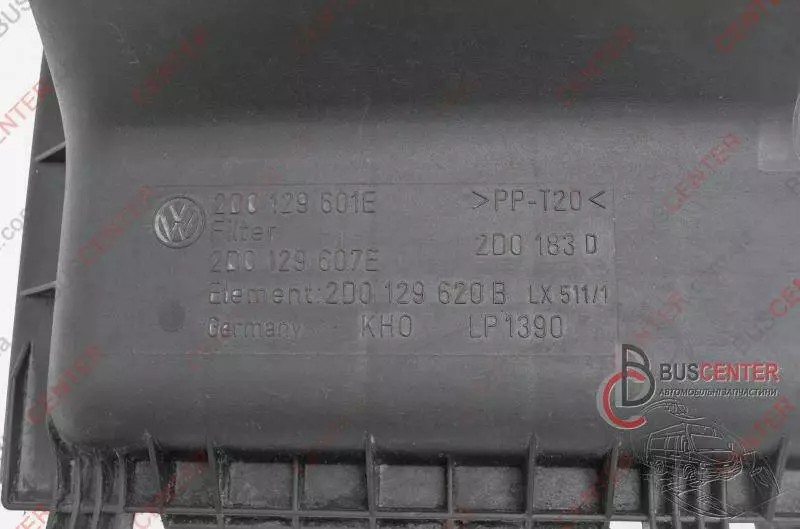 2D0 129 601E >PP-T20<
Filter
2D0 183 D
2D0 129 607E
Element:2D0 129 620 B LX 511/1
Germany KHO LP1390
BUSCENTER
АВТОМОБІЛЬНІ ЗАПЧАСТИНИ